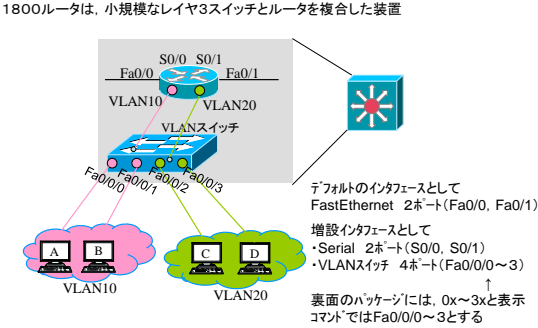 1800ルータは，小規模なレイヤ3スイッチとルータを複合した装置
S0/0 S0/1
Fa0/0 Fa0/1
VLAN10 VLAN20
VLANスイッチ
Fa0/0/0 Fa0/0/1 Fa0/0/2 Fa0/0/3
A B C D
VLAN10 VLAN20
デフォルトのインタフェースとして
FastEthernet 2ポート(Fa0/0, Fa0/1)
増設インタフェースとして
・Serial 2ポート(S0/0, S0/1)
・VLANスイッチ 4ポート(Fa0/0/0～3)
↑
裏面のパッケージには，0x～3xと表示
コマンドではFa0/0/0～3とする